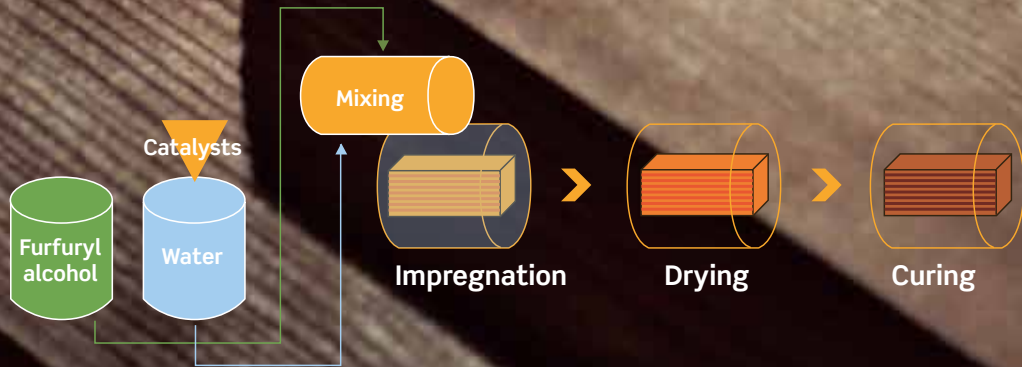 Mixing
Catalysts
Furfuryl
alcohol
Water
Impregnation
Drying
Curing